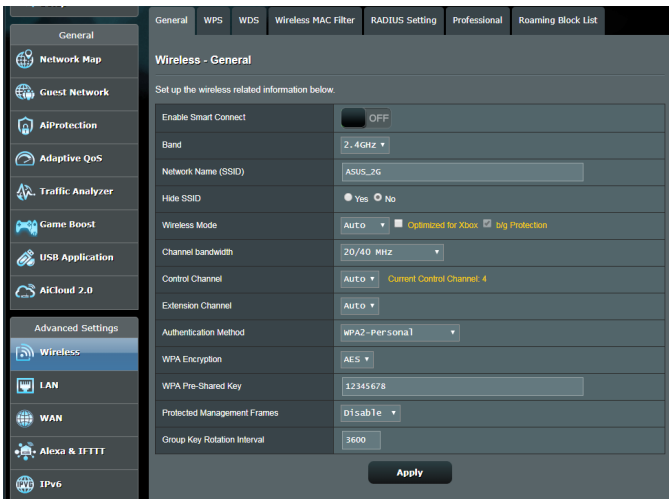 General WPS WDS Wireless MAC Filter RADIUS Setting Professional Roaming Block List
General
Network Map
Guest Network
AiProtection
Adaptive QoS
Traffic Analyzer
Game Boost
USB Application
AiCloud 2.0
Advanced Settings
Wireless
LAN
WAN
Alexa & IFTTT
IPv6
Wireless - General
Set up the wireless related information below.
Enable Smart Connect OFF
Band 2.4GHz
Network Name (SSID) ASUS_2G
Hide SSID Yes No
Wireless Mode Auto Optimized for Xbox b/g Protection
Channel bandwidth 20/40 MHz
Control Channel Auto Current Control Channel: 4
Extension Channel Auto
Authentication Method WPA2-Personal
WPA Encryption AES
WPA Pre-Shared Key 12345678
Protected Management Frames Disable
Group Key Rotation Interval 3600
Apply